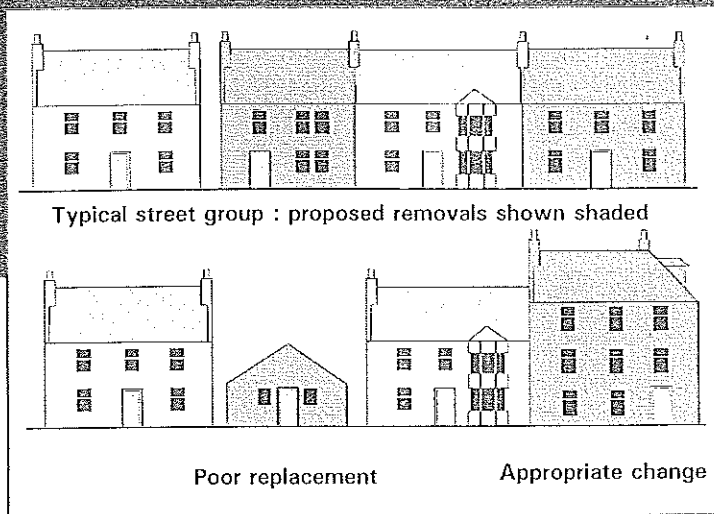 Typical street group : proposed removals shown shaded
Poor replacement
Appropriate change